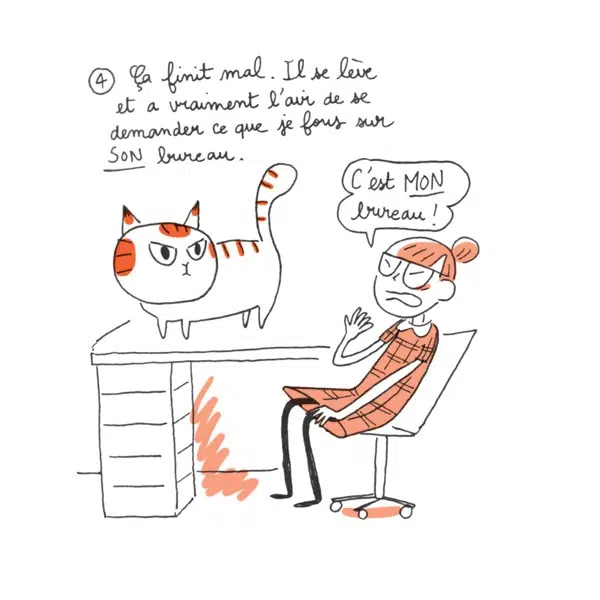 ④ Ça finit mal. Il se lève
et a vraiment l'air de se
demander ce que je fous sur
SON bureau.
C'est MON
bureau !